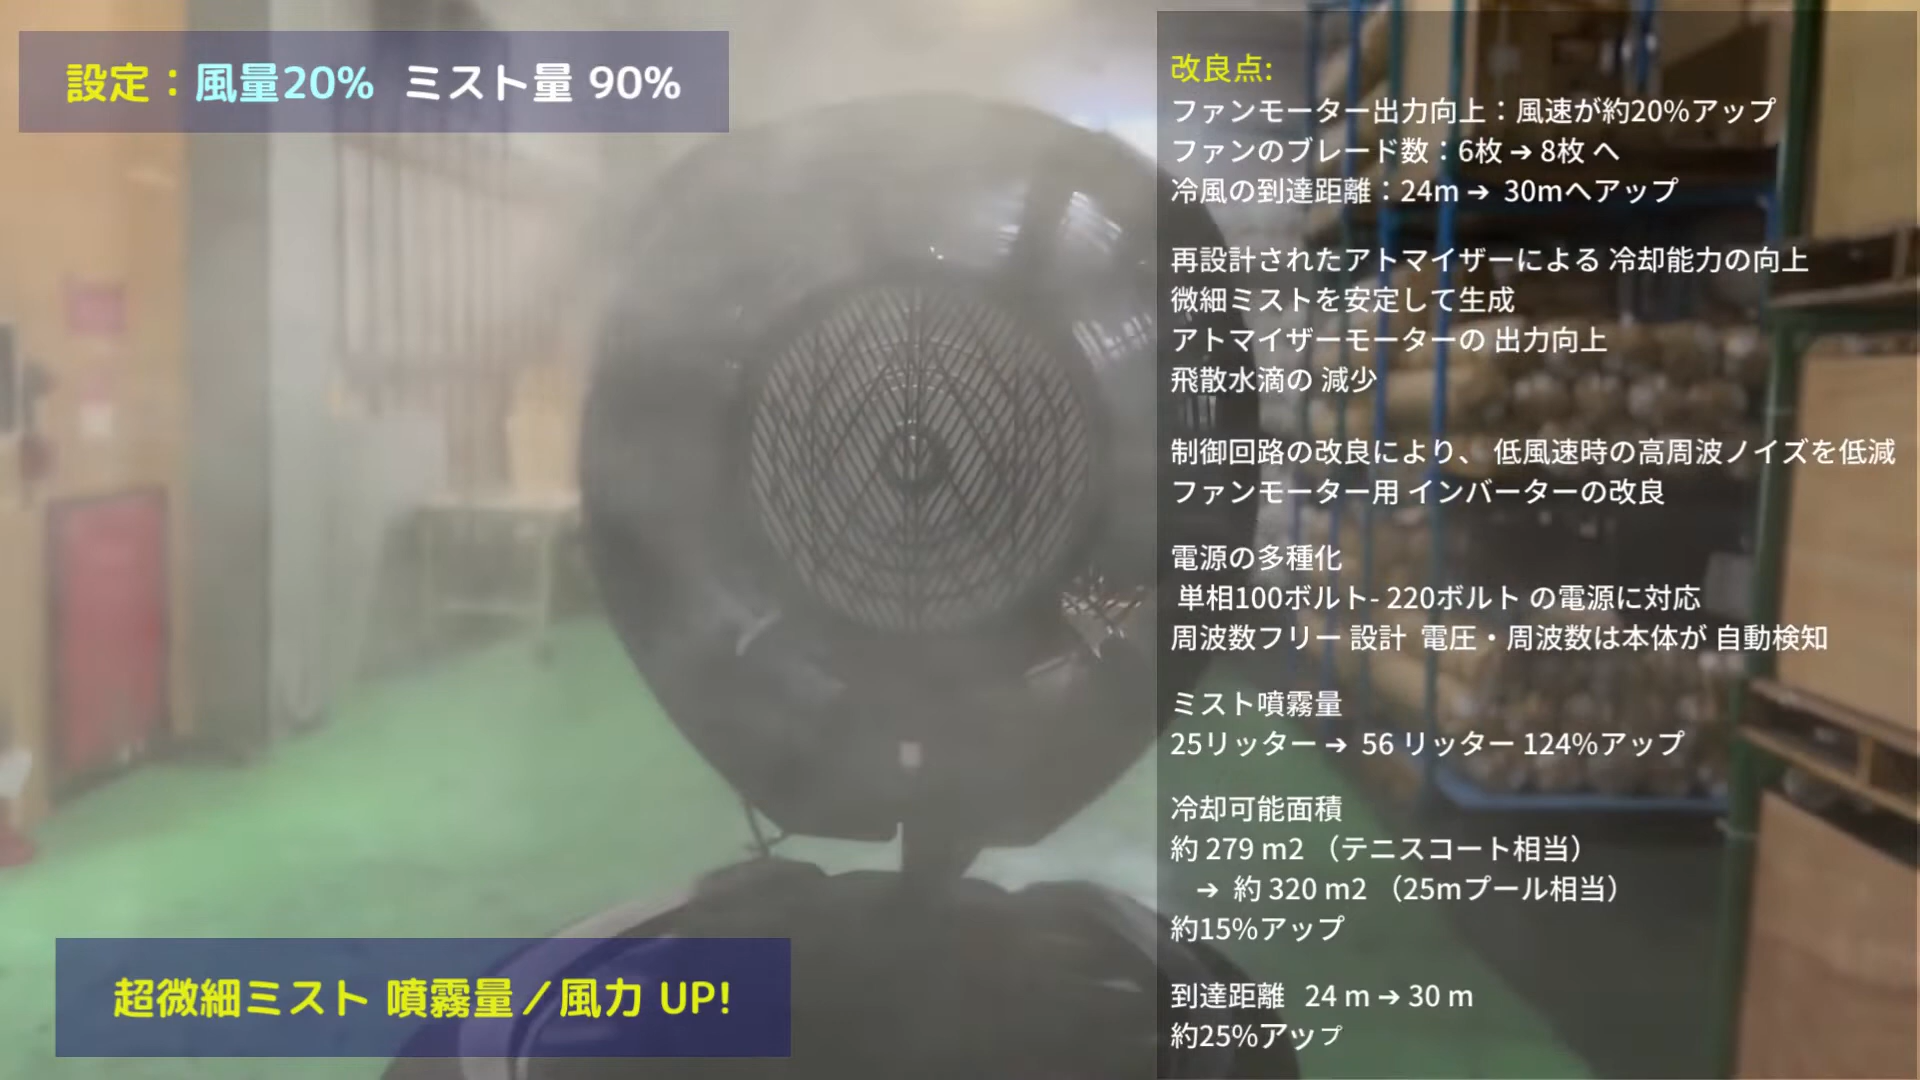 設定：風量20% ミスト量 90%
改良点:
ファンモーター出力向上：風速が約20%アップ
ファンのブレード数：6枚 → 8枚 へ
冷風の到達距離：24m → 30mへアップ
再設計されたアトマイザーによる 冷却能力の向上
微細ミストを安定して生成
アトマイザーモーターの 出力向上
飛散水滴の 減少
制御回路の改良により、 低風速時の高周波ノイズを低減
ファンモーター用 インバーターの改良
電源の多種化
単相100ボルト- 220ボルト の電源に対応
周波数フリー 設計 電圧・周波数は本体が 自動検知
ミスト噴霧量
25リッター → 56 リッター 124%アップ
冷却可能面積
約 279 m2 （テニスコート相当）
→ 約 320 m2 （25mプール相当）
約15%アップ
到達距離 24 m → 30 m
約25%アップ
超微細ミスト 噴霧量／風力 UP!